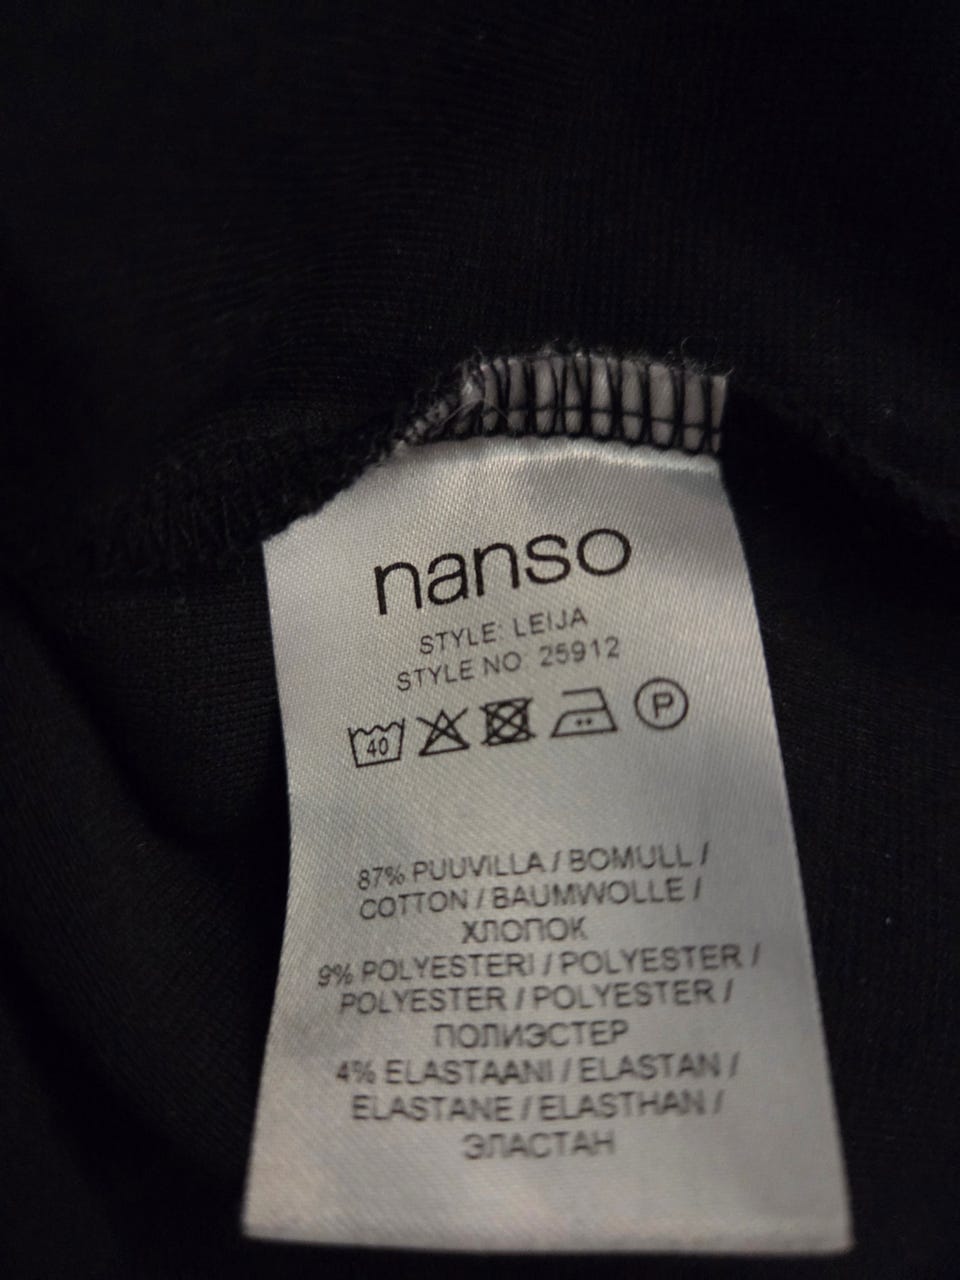 nanso
STYLE: LEIJA
STYLE NO 25912
40 P
87% PUUVILLA / BOMULL /
COTTON / BAUMWOLLE /
ХЛОПОК
9% POLYESTERI / POLYESTER /
POLYESTER / POLYESTER /
ПОЛИЭСТЕР
4% ELASTAANI / ELASTAN /
ELASTANE / ELASTHAN /
ЭЛАСТАН